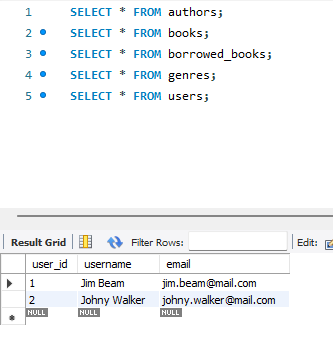 1 SELECT * FROM authors;
2 SELECT * FROM books;
3 SELECT * FROM borrowed_books;
4 SELECT * FROM genres;
5 SELECT * FROM users;
Result Grid Filter Rows: Edit:
user_id username email
1 Jim Beam jim.beam@mail.com
2 Johny Walker johny.walker@mail.com
NULL NULL NULL